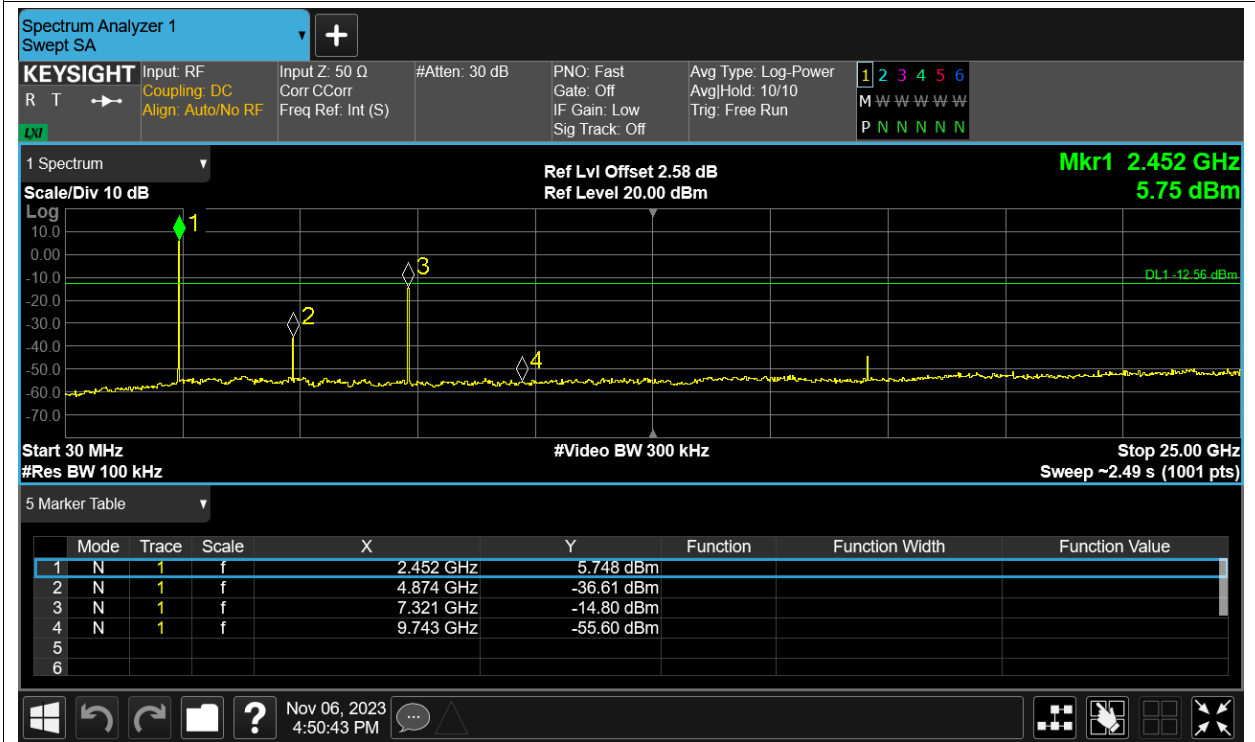 Spectrum Analyzer 1
Swept SA
KEYSIGHT
R T
LXI
Input: RF
Coupling: DC
Align: Auto/No RF
Input Z: 50 Ω
Corr CCorr
Freq Ref: Int (S)
#Atten: 30 dB
PNO: Fast
Gate: Off
IF Gain: Low
Sig Track: Off
Avg Type: Log-Power
Avg|Hold: 10/10
Trig: Free Run
1 2 3 4 5 6
M W W W W W
P N N N N N
1 Spectrum
Scale/Div 10 dB
Ref Lvl Offset 2.58 dB
Ref Level 20.00 dBm
Mkr1 2.452 GHz
5.75 dBm
Log
10.0
0.00
-10.0
-20.0
-30.0
-40.0
-50.0
-60.0
-70.0
1
2
3
4
DL1 -12.56 dBm
Start 30 MHz
#Res BW 100 kHz
#Video BW 300 kHz
Stop 25.00 GHz
Sweep ~2.49 s (1001 pts)
5 Marker Table
Mode Trace Scale X Y Function Function Width Function Value
1 N 1 f 2.452 GHz 5.748 dBm
2 N 1 f 4.874 GHz -36.61 dBm
3 N 1 f 7.321 GHz -14.80 dBm
4 N 1 f 9.743 GHz -55.60 dBm
5
6
?
Nov 06, 2023
4:50:43 PM